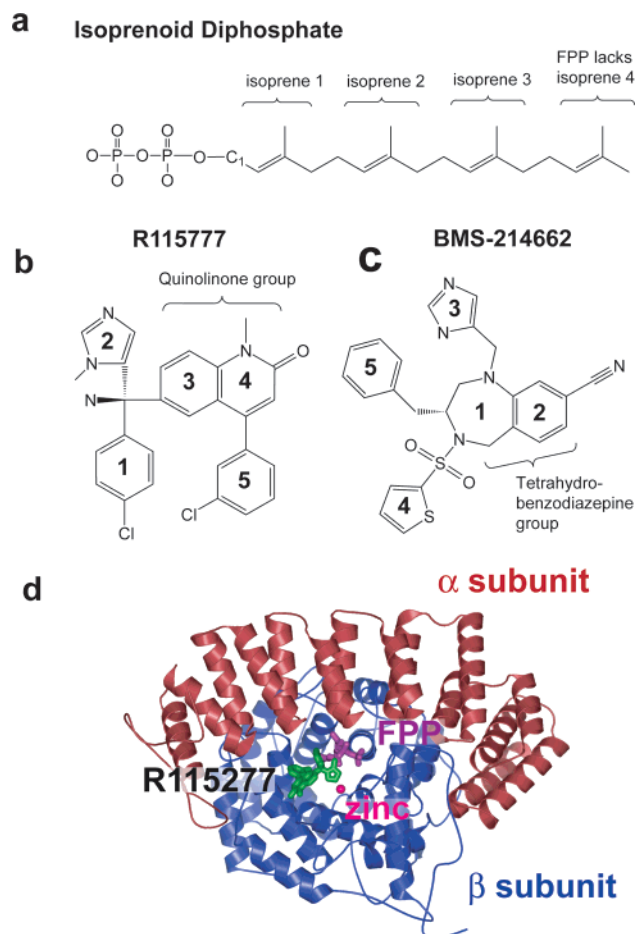 a
Isoprenoid Diphosphate
FPP lacks
isoprene 1 isoprene 2 isoprene 3 isoprene 4
O O
O P O P O C1
O O
R115777
b
Quinolinone group
N
2
N
N
O
3 4
N
1
5
Cl
Cl
BMS-214662
c
N
3
N
5
N
N
1 2
N
O
S
O
4
S
Tetrahydro-
benzodiazepine
group
d
α subunit
FPP
R115277
zinc
β subunit